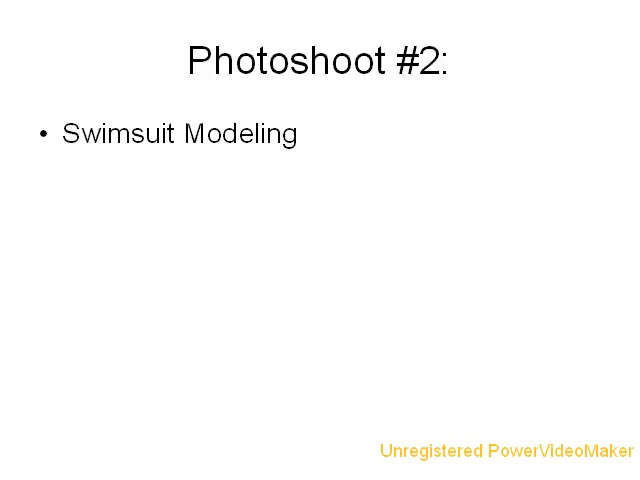 Photoshoot #2:
• Swimsuit Modeling
Unregistered PowerVideoMaker